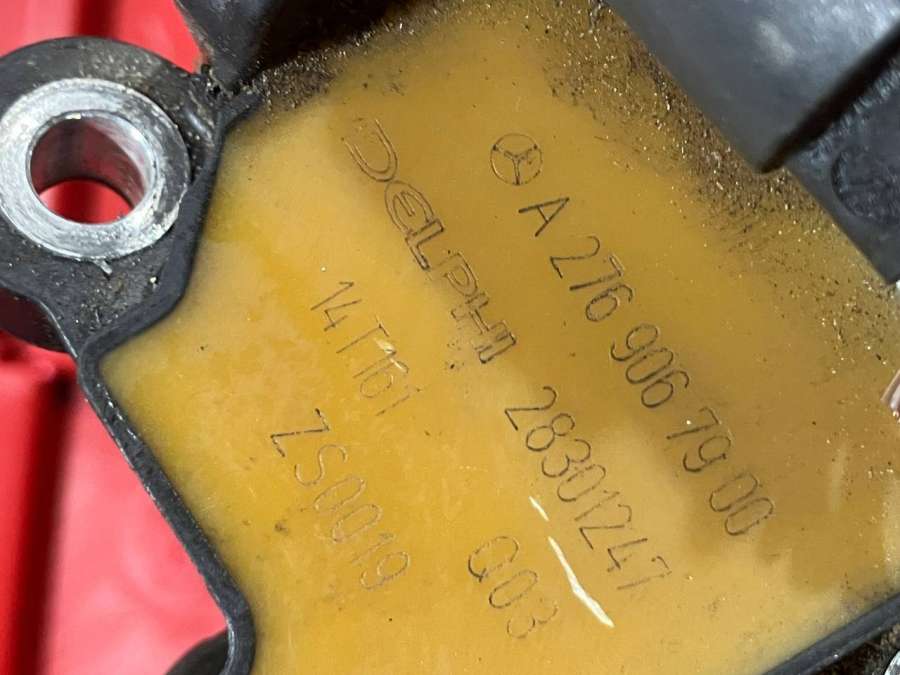 A 276 906 79 00
DELPHI 28301247
14T161 Q03
ZS0019